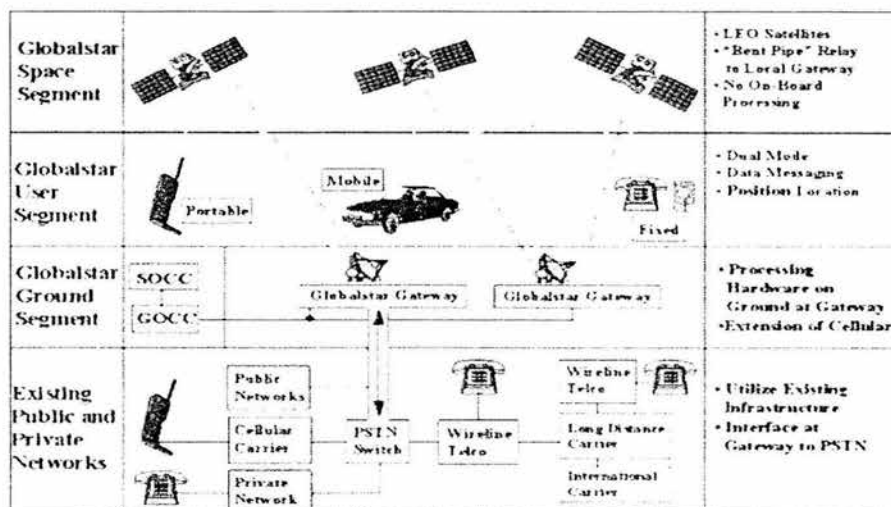 Globalstar
Space
Segment
• LEO Satellites
• "Bent Pipe" Relay
to Local Gateway
• No On-Board
Processing
Globalstar
User
Segment
Portable
Mobile
Fixed
• Dual Mode
• Data Messaging
• Position Location
Globalstar
Ground
Segment
SOCC
GOCC
Globalstar Gateway
Globalstar Gateway
• Processing
Hardware on
Ground at Gateway
•Extension of Cellular
Existing
Public and
Private
Networks
Public
Networks
Cellular
Carrier
Private
Network
PSTN
Switch
Wireline
Telco
Wireline
Telco
Long Distance
Carrier
International
Carrier
• Utilize Existing
Infrastructure
• Interface at
Gateway to PSTN